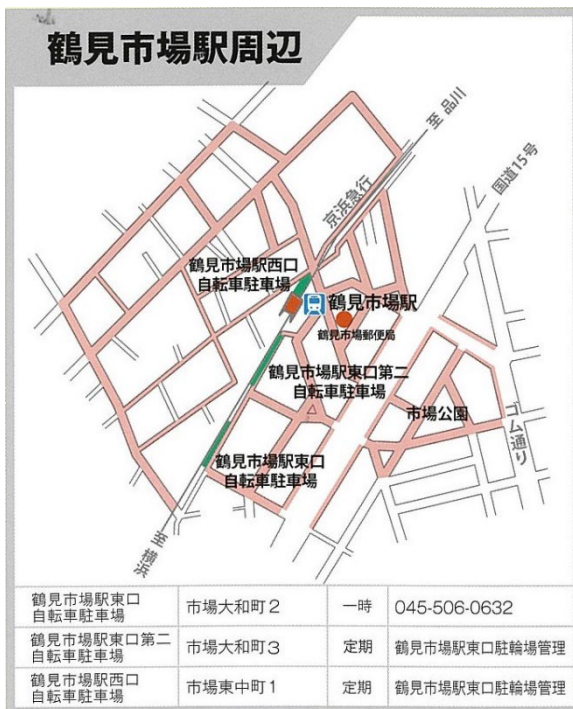 鶴見市場駅周辺
至 品川
国道15号
京浜急行
鶴見市場駅西口
自転車駐車場
鶴見市場駅
鶴見市場郵便局
鶴見市場駅東口第二
自転車駐車場
市場公園
ゴム通り
鶴見市場駅東口
自転車駐車場
至 横浜
鶴見市場駅東口
自転車駐車場
市場大和町2
一時
045-506-0632
鶴見市場駅東口第二
自転車駐車場
市場大和町3
定期
鶴見市場駅東口駐輪場管理
鶴見市場駅西口
自転車駐車場
市場東中町1
定期
鶴見市場駅東口駐輪場管理